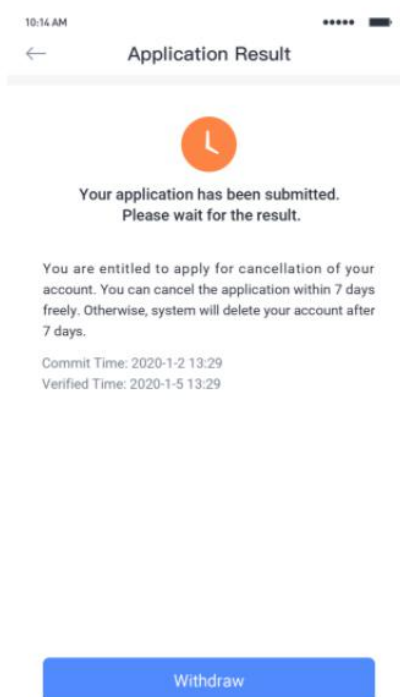 10:14 AM
Application Result
Your application has been submitted.
Please wait for the result.
You are entitled to apply for cancellation of your
account. You can cancel the application within 7 days
freely. Otherwise, system will delete your account after
7 days.
Commit Time: 2020-1-2 13:29
Verified Time: 2020-1-5 13:29
Withdraw